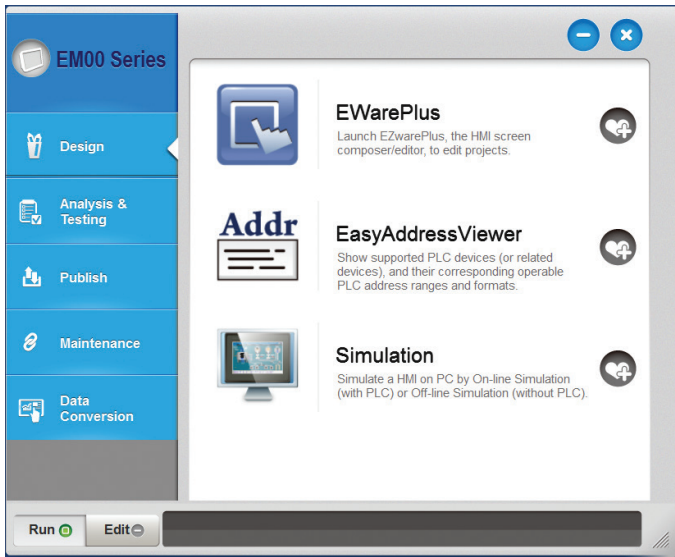 EM00 Series
Design
Analysis &
Testing
Publish
Maintenance
Data
Conversion
EWarePlus
Launch EZwarePlus, the HMI screen
composer/editor, to edit projects.
Addr
EasyAddressViewer
Show supported PLC devices (or related
devices), and their corresponding operable
PLC address ranges and formats.
Simulation
Simulate a HMI on PC by On-line Simulation
(with PLC) or Off-line Simulation (without PLC).
Run
Edit